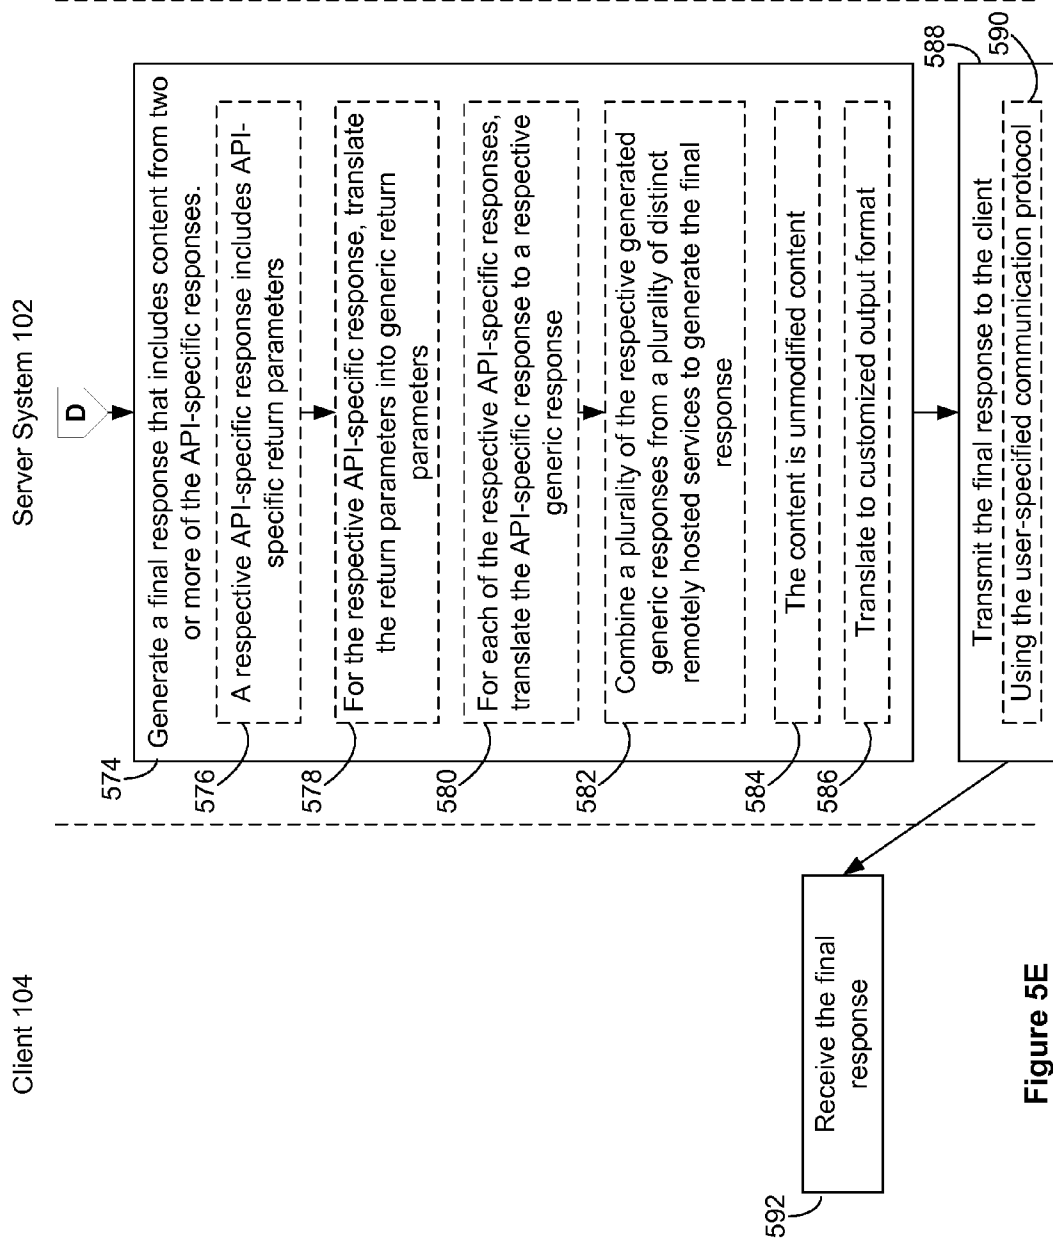 Client 104
Server System 102
D
574
Generate a final response that includes content from two
or more of the API-specific responses.
576
A respective API-specific response includes API-
specific return parameters
578
For the respective API-specific response, translate
the return parameters into generic return
parameters
580
For each of the respective API-specific responses,
translate the API-specific response to a respective
generic response
582
Combine a plurality of the respective generated
generic responses from a plurality of distinct
remotely hosted services to generate the final
response
584
The content is unmodified content
586
Translate to customized output format
588
Transmit the final response to the client
590
Using the user-specified communication protocol
592
Receive the final
response
Figure 5E